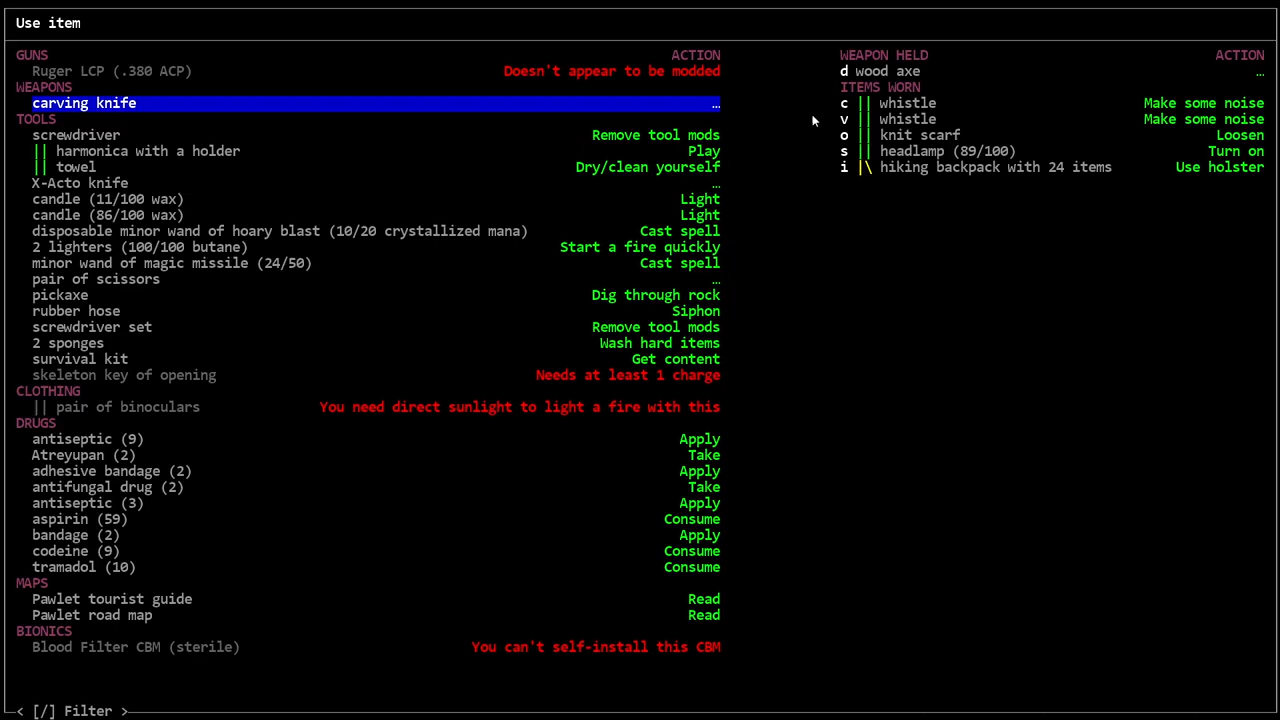 Use item
GUNS ACTION
Ruger LCP (.380 ACP) Doesn't appear to be modded
WEAPONS
carving knife …
TOOLS
screwdriver Remove tool mods
|| harmonica with a holder Play
|| towel Dry/clean yourself
X-Acto knife …
candle (11/100 wax) Light
candle (86/100 wax) Light
disposable minor wand of hoary blast (10/20 crystallized mana) Cast spell
2 lighters (100/100 butane) Start a fire quickly
minor wand of magic missile (24/50) Cast spell
pair of scissors …
pickaxe Dig through rock
rubber hose Siphon
screwdriver set Remove tool mods
2 sponges Wash hard items
survival kit Get content
skeleton key of opening Needs at least 1 charge
CLOTHING
|| pair of binoculars You need direct sunlight to light a fire with this
DRUGS
antiseptic (9) Apply
Atreyupan (2) Take
adhesive bandage (2) Apply
antifungal drug (2) Take
antiseptic (3) Apply
aspirin (59) Consume
bandage (2) Apply
codeine (9) Consume
tramadol (10) Consume
MAPS
Pawlet tourist guide Read
Pawlet road map Read
BIONICS
Blood Filter CBM (sterile) You can't self-install this CBM
WEAPON HELD ACTION
d wood axe …
ITEMS WORN
c || whistle Make some noise
v || whistle Make some noise
o || knit scarf Loosen
s || headlamp (89/100) Turn on
i |\ hiking backpack with 24 items Use holster
< [/] Filter >